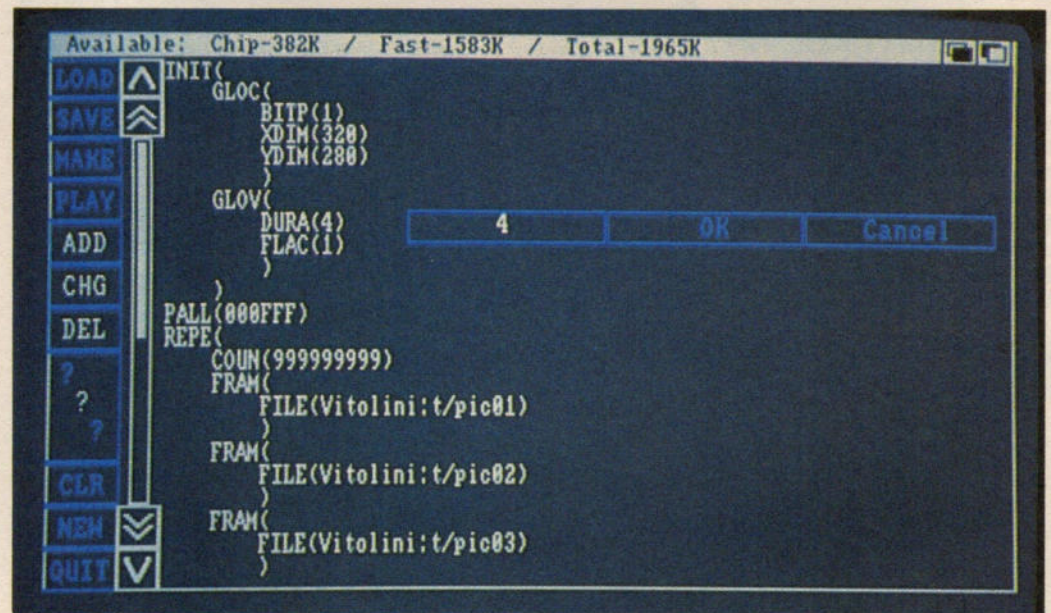 Available: Chip-382K / Fast-1583K / Total-1965K
LOAD
SAVE
MAKE
PLAY
ADD
CHG
DEL
?
?
?
CLR
NEW
QUIT
INIT(
GLOC(
BITP(1)
XDIM(320)
YDIM(280)
)
GLOV(
DURA(4)
FLAC(1)
)
)
PALL(000FFF)
REPE(
COUN(999999999)
FRAM(
FILE(Vitolini:t/pic01)
)
FRAM(
FILE(Vitolini:t/pic02)
)
FRAM(
FILE(Vitolini:t/pic03)
)
4 OK Cancel